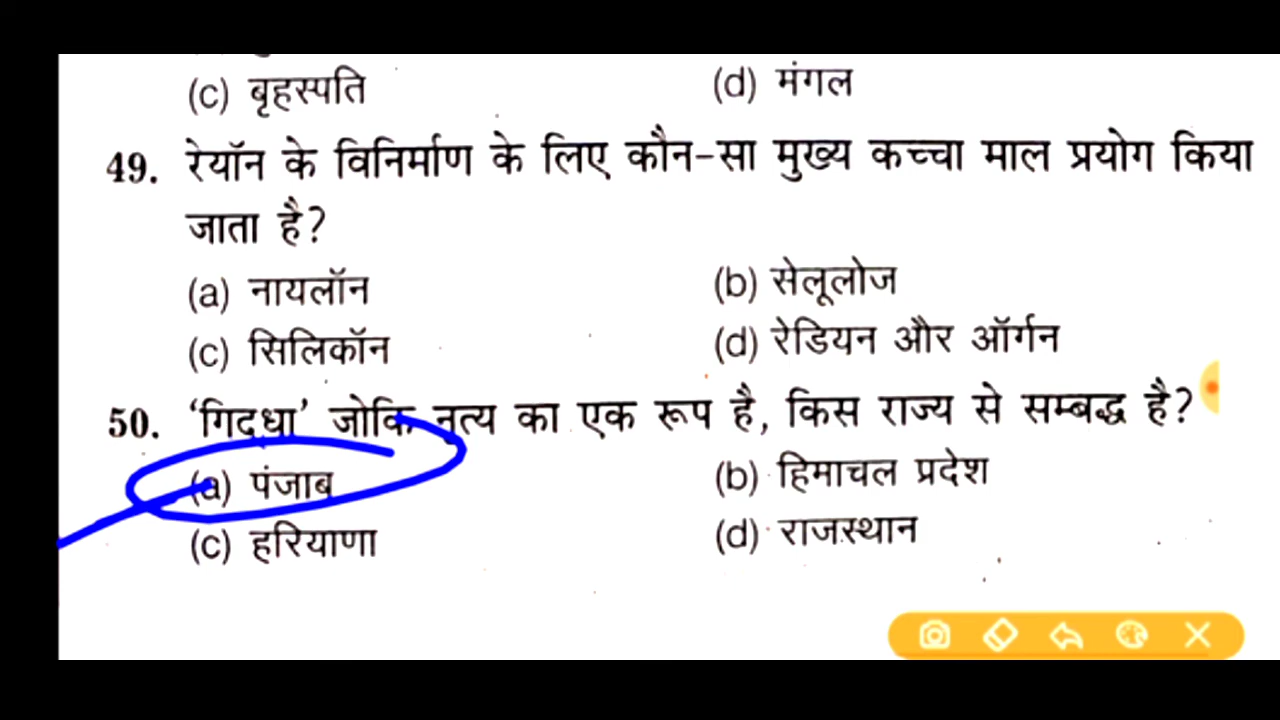 (c) बृहस्पति (d) मंगल
49. रेयॉन के विनिर्माण के लिए कौन-सा मुख्य कच्चा माल प्रयोग किया
जाता है?
(a) नायलॉन (b) सेलूलोज
(c) सिलिकॉन (d) रेडियन और ऑर्गन
50. 'गिद्धा' जोकि नृत्य का एक रूप है, किस राज्य से सम्बद्ध है?
(a) पंजाब (b) हिमाचल प्रदेश
(c) हरियाणा (d) राजस्थान